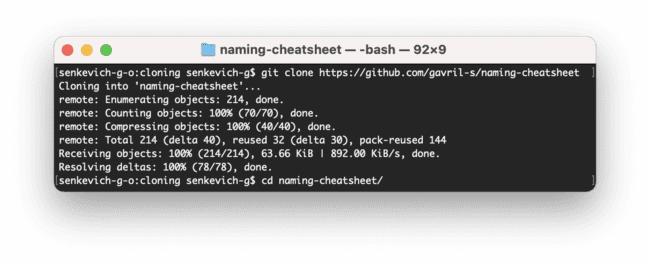 naming-cheatsheet — -bash — 92×9
[senkevich-g-o:cloning senkevich-g$ git clone https://github.com/gavril-s/naming-cheatsheet ]
Cloning into 'naming-cheatsheet'...
remote: Enumerating objects: 214, done.
remote: Counting objects: 100% (70/70), done.
remote: Compressing objects: 100% (40/40), done.
remote: Total 214 (delta 40), reused 32 (delta 30), pack-reused 144
Receiving objects: 100% (214/214), 63.66 KiB | 892.00 KiB/s, done.
Resolving deltas: 100% (78/78), done.
[senkevich-g-o:cloning senkevich-g$ cd naming-cheatsheet/ ]